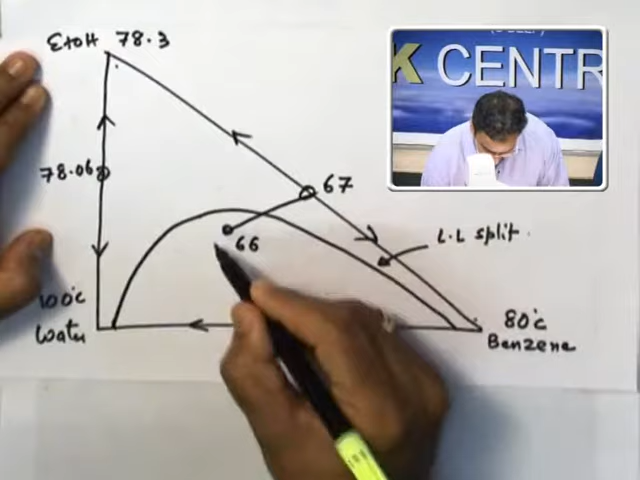 EtOH 78.3
K CENTR
78.06
67
66
L.L split.
100°c
Water
80°c
Benzene